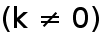 (k ≠ 0)